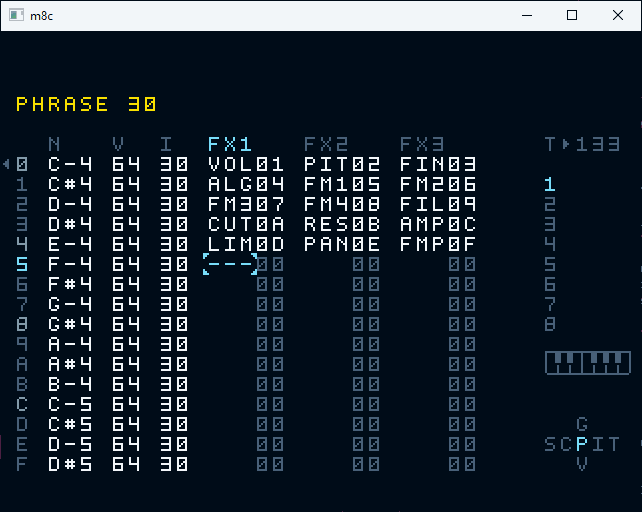 m8c
PHRASE 30
N V I FX1 FX2 FX3 T 133
0 C-4 64 30 VOL01 PIT02 FIN03
1 C#4 64 30 ALG04 FM105 FM206 1
2 D-4 64 30 FM307 FM408 FIL09 2
3 D#4 64 30 CUT0A RES0B AMP0C 3
4 E-4 64 30 LIM0D PAN0E FMP0F 4
5 F-4 64 30 ---00 00 00 5
6 F#4 64 30 00 00 00 6
7 G-4 64 30 00 00 00 7
8 G#4 64 30 00 00 00 8
9 A-4 64 30 00 00 00
A A#4 64 30 00 00 00
B B-4 64 30 00 00 00
C C-5 64 30 00 00 00
D C#5 64 30 00 00 00 G
E D-5 64 30 00 00 00 SCPIT
F D#5 64 30 00 00 00 V